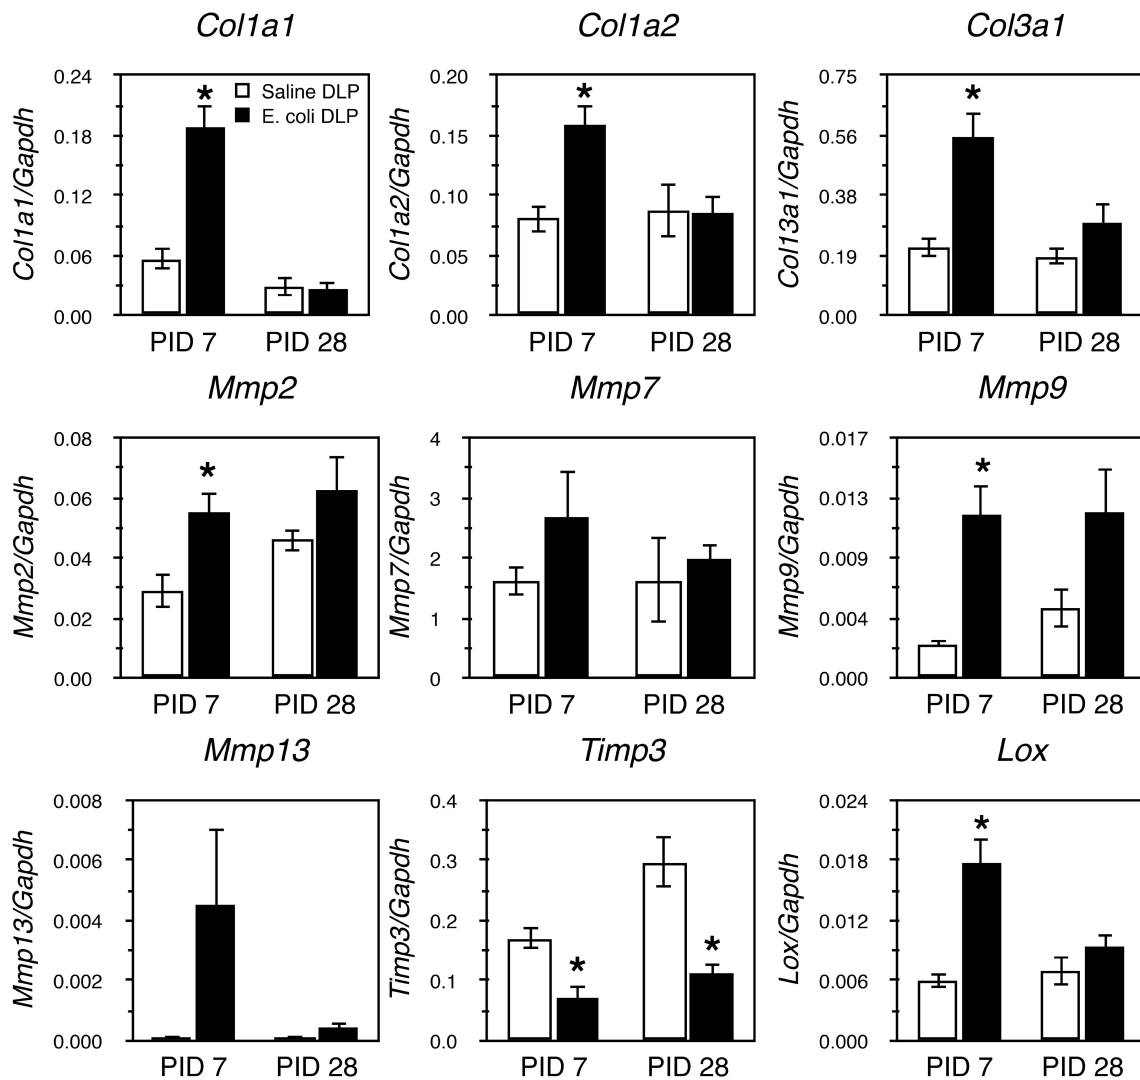 Col1a1
Col1a1/Gapdh
0.24
0.18
0.12
0.06
0.00
*
Saline DLP
E. coli DLP
PID 7 PID 28
Col1a2
Col1a2/Gapdh
0.20
0.15
0.10
0.05
0.00
*
PID 7 PID 28
Col3a1
Col13a1/Gapdh
0.75
0.56
0.38
0.19
0.00
*
PID 7 PID 28
Mmp2
Mmp2/Gapdh
0.08
0.06
0.04
0.02
0.00
*
PID 7 PID 28
Mmp7
Mmp7/Gapdh
4
3
2
1
0
PID 7 PID 28
Mmp9
Mmp9/Gapdh
0.017
0.013
0.009
0.004
0.000
*
PID 7 PID 28
Mmp13
Mmp13/Gapdh
0.008
0.006
0.004
0.002
0.000
PID 7 PID 28
Timp3
Timp3/Gapdh
0.4
0.3
0.2
0.1
0.0
*
*
PID 7 PID 28
Lox
Lox/Gapdh
0.024
0.018
0.012
0.006
0.000
*
PID 7 PID 28